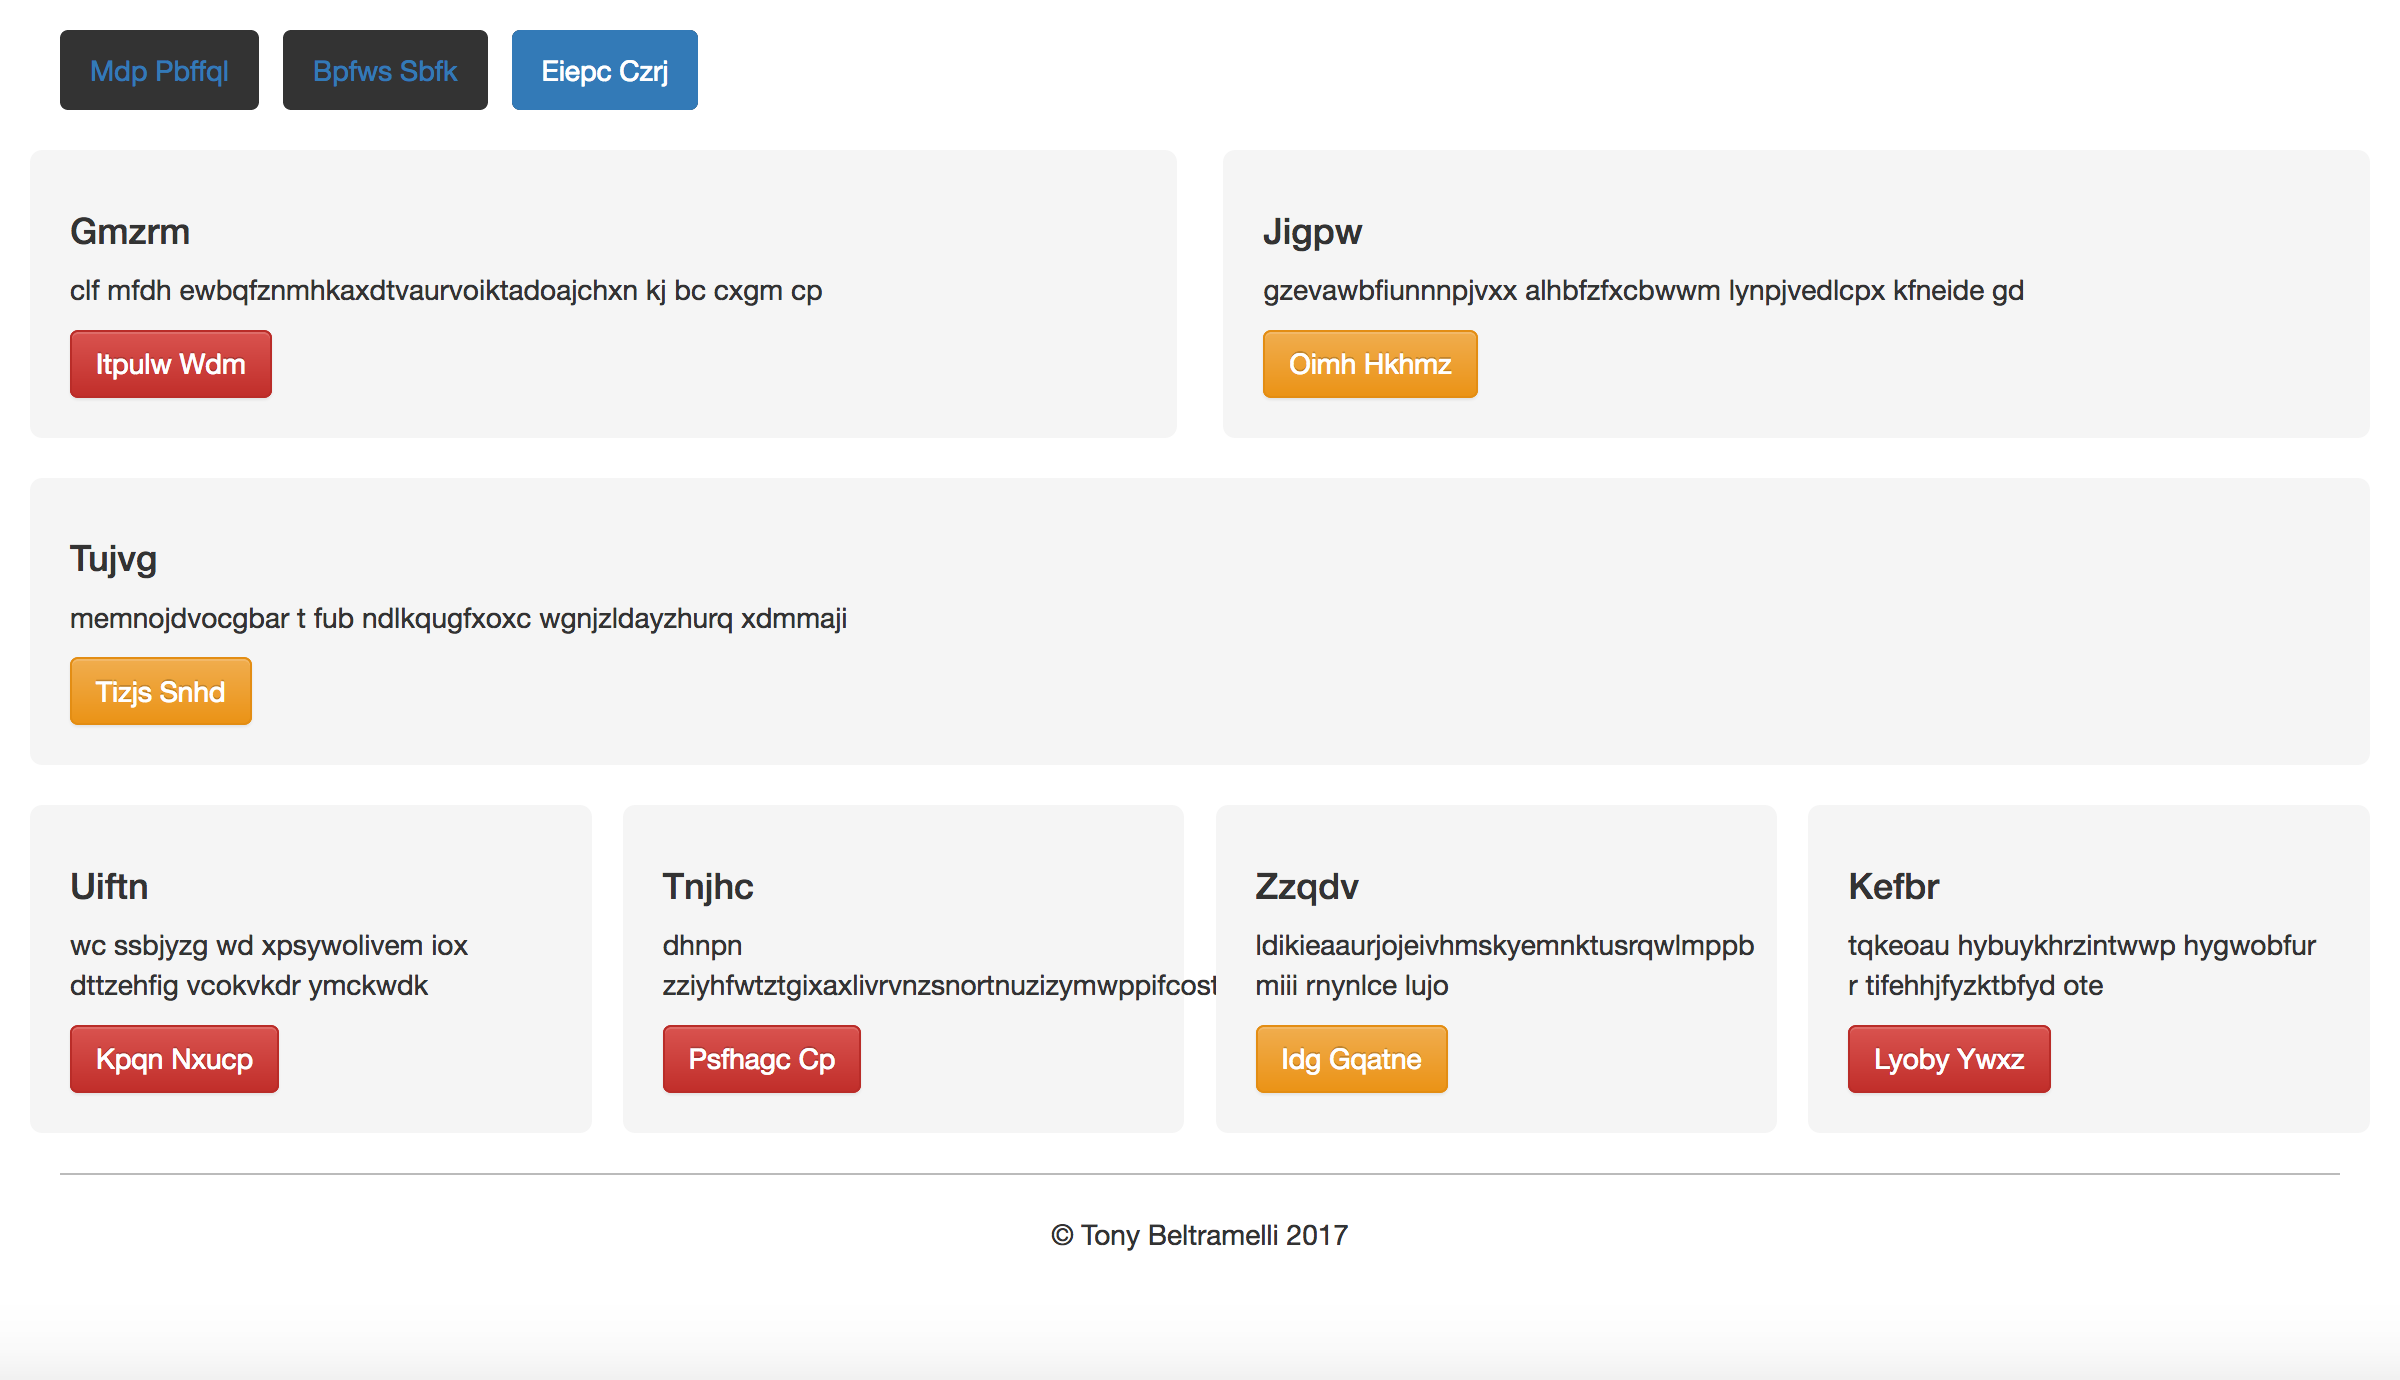 Mdp Pbffql Bpfws Sbfk Eiepc Czrj
Gmzrm
clf mfdh ewbqfznmhkaxdtvaurvoiktadoajchxn kj bc cxgm cp
Itpulw Wdm
Jigpw
gzevawbfiunnnpjvxx alhbfzfxcbwwm lynpjvedlcpx kfneide gd
Oimh Hkhmz
Tujvg
memnojdvocgbar t fub ndlkqugfxoxc wgnjzldayzhurq xdmmaji
Tizjs Snhd
Uiftn
wc ssbjyzg wd xpsywolivem iox
dttzehfig vcokvkdr ymckwdk
Kpqn Nxucp
Tnjhc
dhnpn
zziyhfwtztgixaxlivrvnzsnortnuzizymwppifcost
Psfhagc Cp
Zzqdv
ldikieaaurjojeivhmskyemnktusrqwlmppb
miii rnynlce lujo
Idg Gqatne
Kefbr
tqkeoau hybuykhrzintwwp hygwobfur
r tifehhjfyzktbfyd ote
Lyoby Ywxz
© Tony Beltramelli 2017